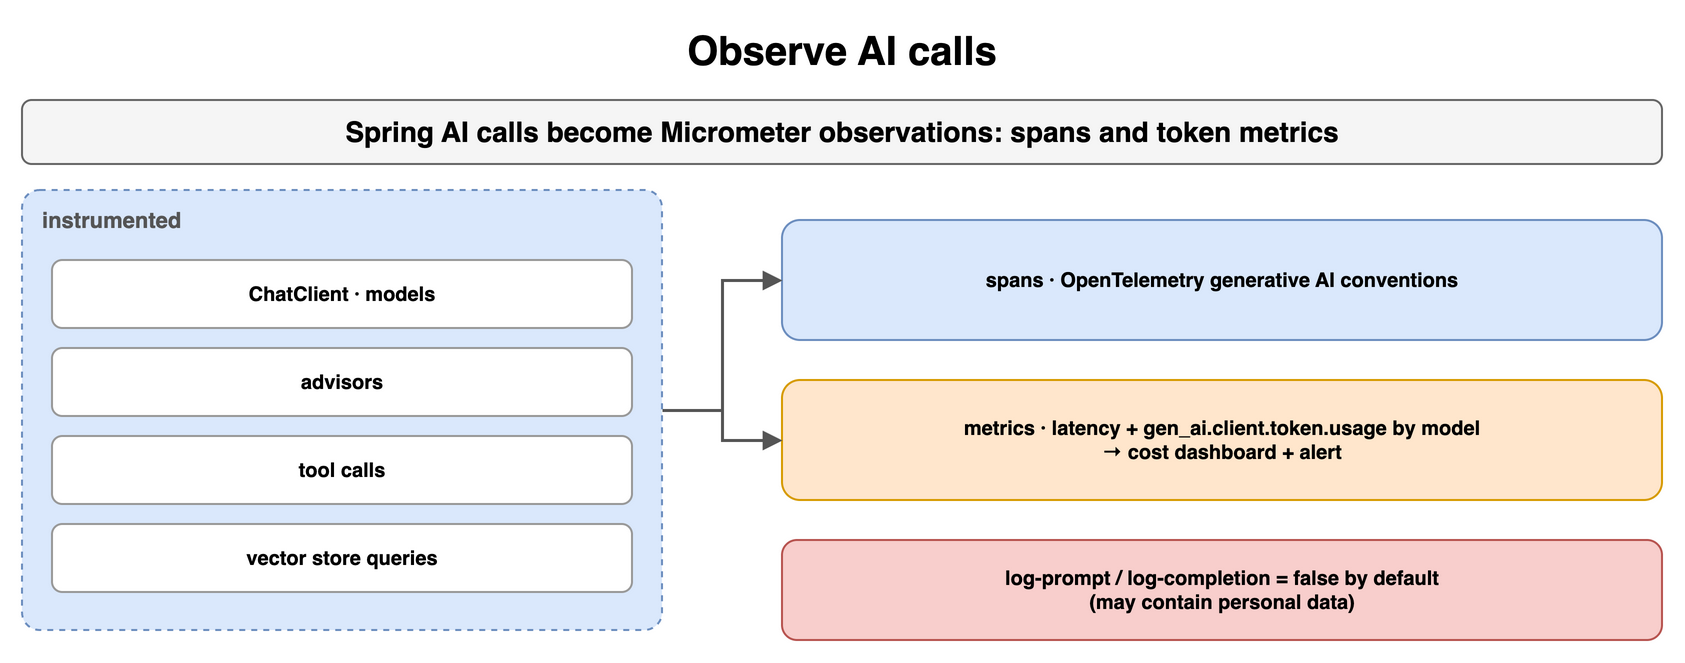 Observe AI calls
Spring AI calls become Micrometer observations: spans and token metrics
instrumented
ChatClient · models
advisors
tool calls
vector store queries
spans · OpenTelemetry generative AI conventions
metrics · latency + gen_ai.client.token.usage by model
→ cost dashboard + alert
log-prompt / log-completion = false by default
(may contain personal data)